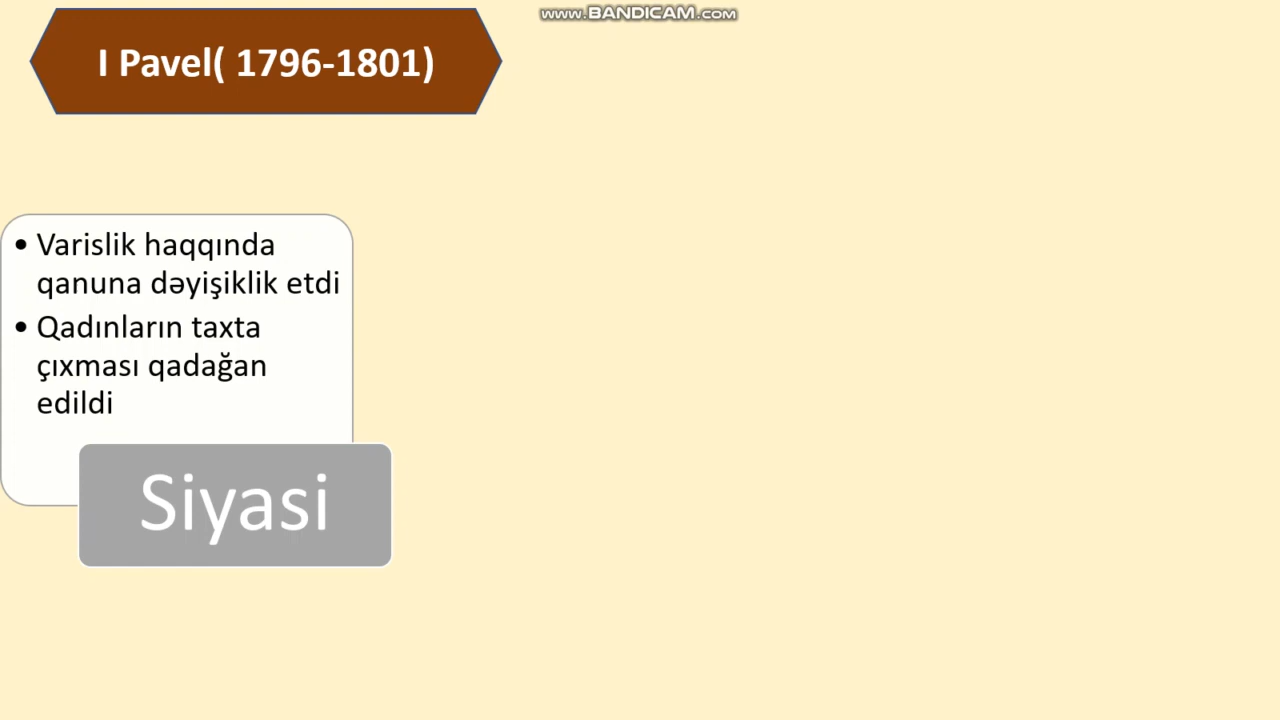 www.BANDICAM.com
I Pavel( 1796-1801)
• Varislik haqqında
qanuna dəyişiklik etdi
• Qadınların taxta
çıxması qadağan
edildi
Siyasi